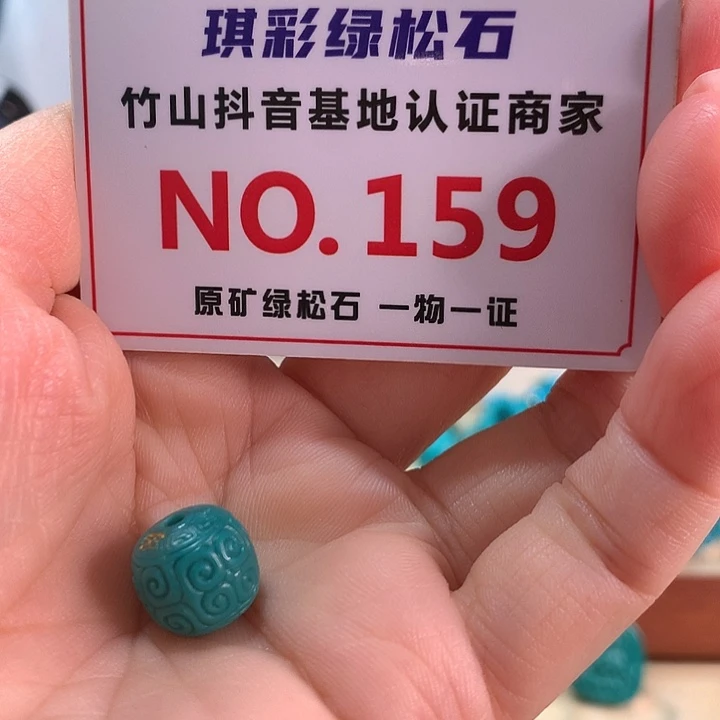 琪彩绿松石
竹山抖音基地认证商家
NO.159
原矿绿松石 一物一证